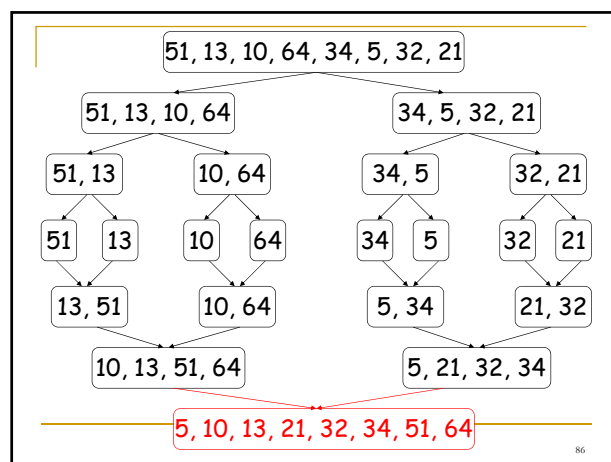 51, 13, 10, 64, 34, 5, 32, 21
51, 13, 10, 64
34, 5, 32, 21
51, 13
10, 64
34, 5
32, 21
51
13
10
64
34
5
32
21
13, 51
10, 64
5, 34
21, 32
10, 13, 51, 64
5, 21, 32, 34
5, 10, 13, 21, 32, 34, 51, 64
86